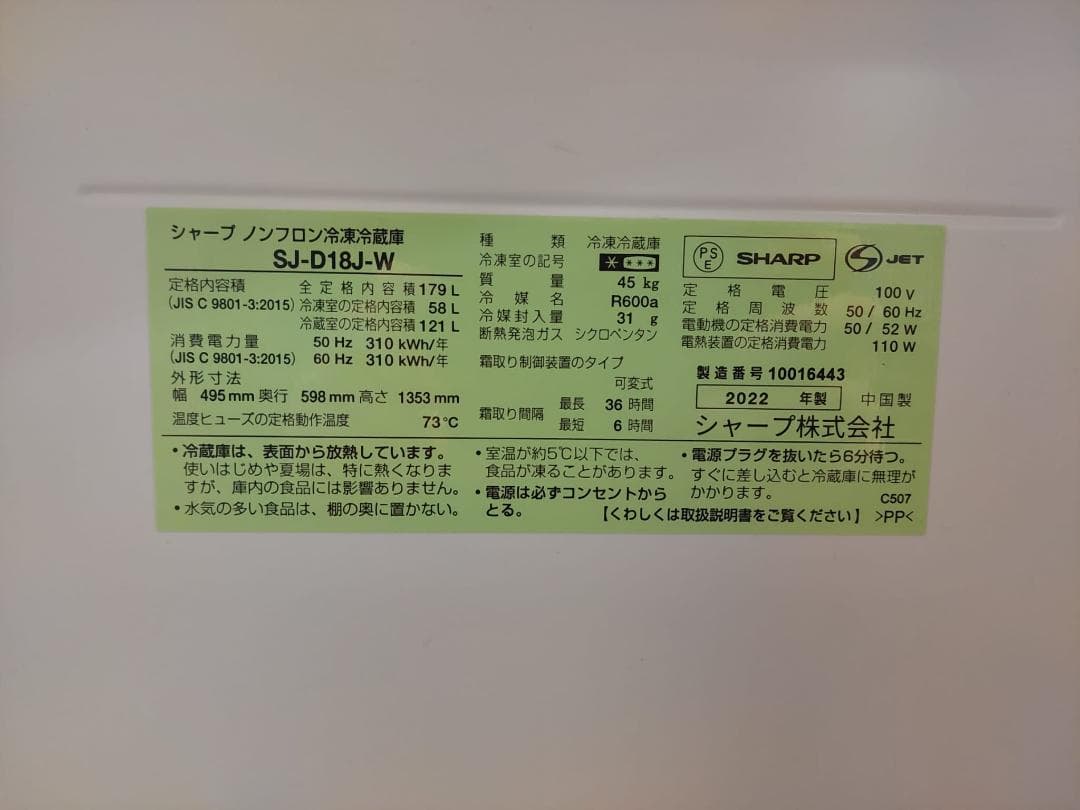 シャープ ノンフロン冷凍冷蔵庫
SJ-D18J-W
定格内容積 全定格内容積 179 L
(JIS C 9801-3:2015) 冷凍室の定格内容積 58 L
冷蔵室の定格内容積 121 L
消費電力量 50 Hz 310 kWh/年
(JIS C 9801-3:2015) 60 Hz 310 kWh/年
外形寸法
幅 495 mm 奥行 598 mm 高さ 1353 mm
温度ヒューズの定格動作温度 73℃
種類 冷凍冷蔵庫
冷凍室の記号 * ***
質量 45 kg
冷媒名 R600a
冷媒封入量 31 g
断熱発泡ガス シクロペンタン
霜取り制御装置のタイプ
可変式
霜取り間隔 最長 36 時間
最短 6 時間
PSE SHARP S JET
定格電圧 100 V
定格周波数 50 / 60 Hz
電動機の定格消費電力 50 / 52 W
電熱装置の定格消費電力 110 W
製造番号 10016443
2022 年製 中国製
シャープ株式会社
・冷蔵庫は、表面から放熱しています。
使いはじめや夏場は、特に熱くなりま
すが、庫内の食品には影響ありません。
・水気の多い食品は、棚の奥に置かない。
・室温が約5℃以下では、
食品が凍ることがあります。
・電源は必ずコンセントから
とる。
・電源プラグを抜いたら6分待つ。
すぐに差し込むと冷蔵庫に無理が
かかります。
C507
【くわしくは取扱説明書をご覧ください】 >PP<